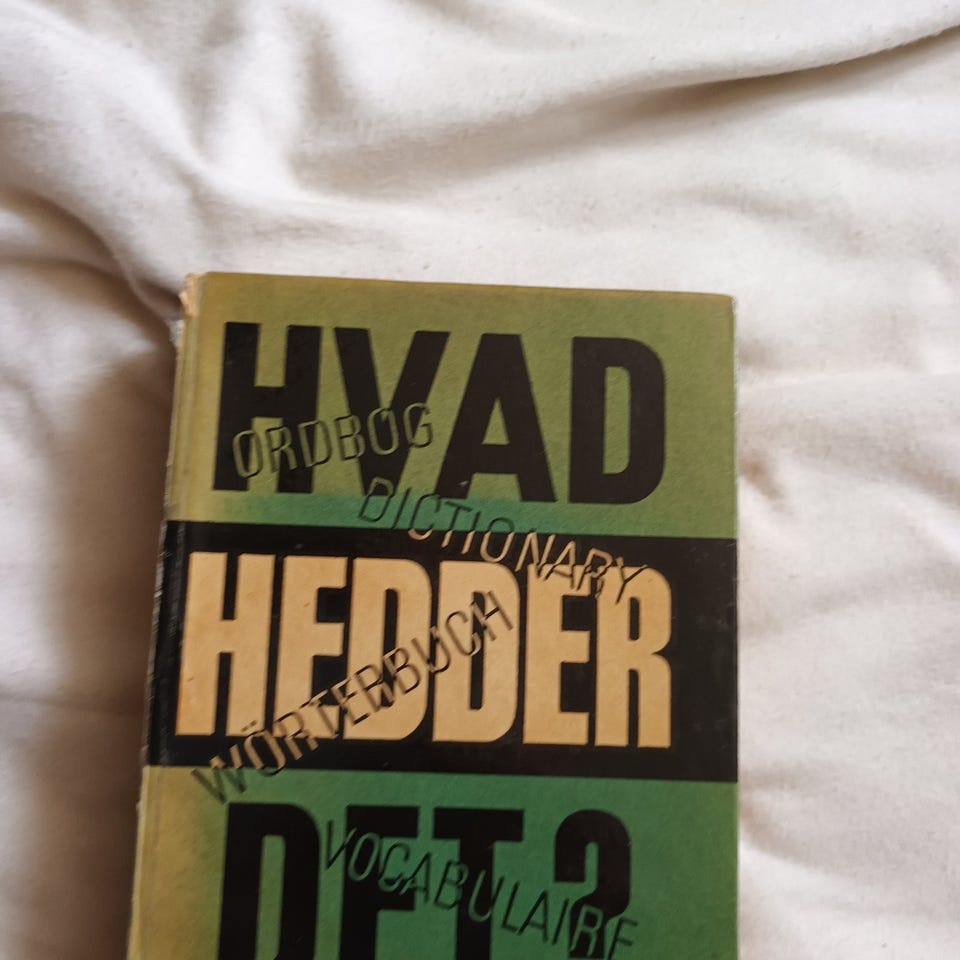 HVAD
ORDBOG
DICTIONARY
HEDDER
WÖRTERBUCH
DET?
VOCABULAIRE